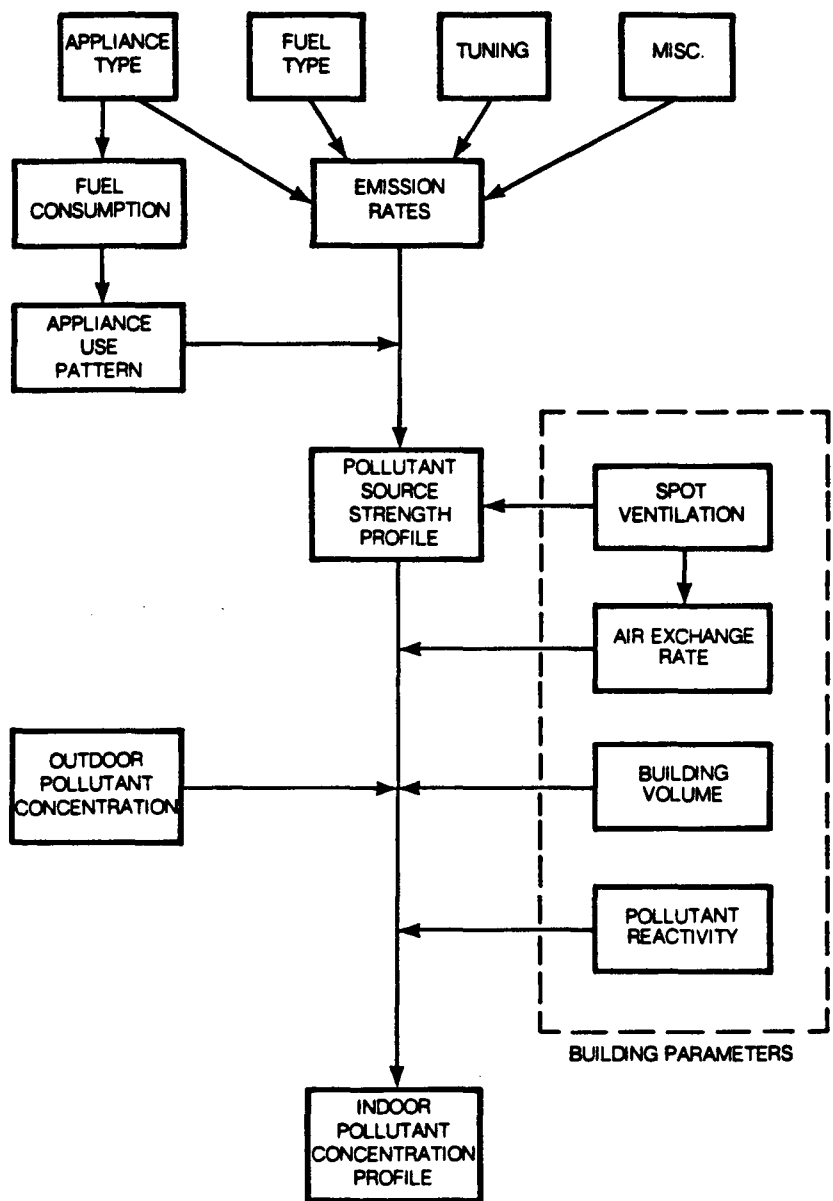 APPLIANCE
TYPE
FUEL
TYPE
TUNING
MISC.
FUEL
CONSUMPTION
EMISSION
RATES
APPLIANCE
USE
PATTERN
POLLUTANT
SOURCE
STRENGTH
PROFILE
SPOT
VENTILATION
AIR EXCHANGE
RATE
OUTDOOR
POLLUTANT
CONCENTRATION
BUILDING
VOLUME
POLLUTANT
REACTIVITY
BUILDING PARAMETERS
INDOOR
POLLUTANT
CONCENTRATION
PROFILE